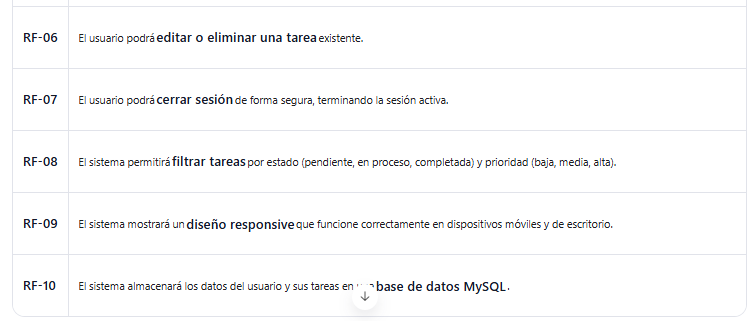 RF-06 El usuario podrá editar o eliminar una tarea existente.
RF-07 El usuario podrá cerrar sesión de forma segura, terminando la sesión activa.
RF-08 El sistema permitirá filtrar tareas por estado (pendiente, en proceso, completada) y prioridad (baja, media, alta).
RF-09 El sistema mostrará un diseño responsive que funcione correctamente en dispositivos móviles y de escritorio.
RF-10 El sistema almacenará los datos del usuario y sus tareas en base de datos MySQL.